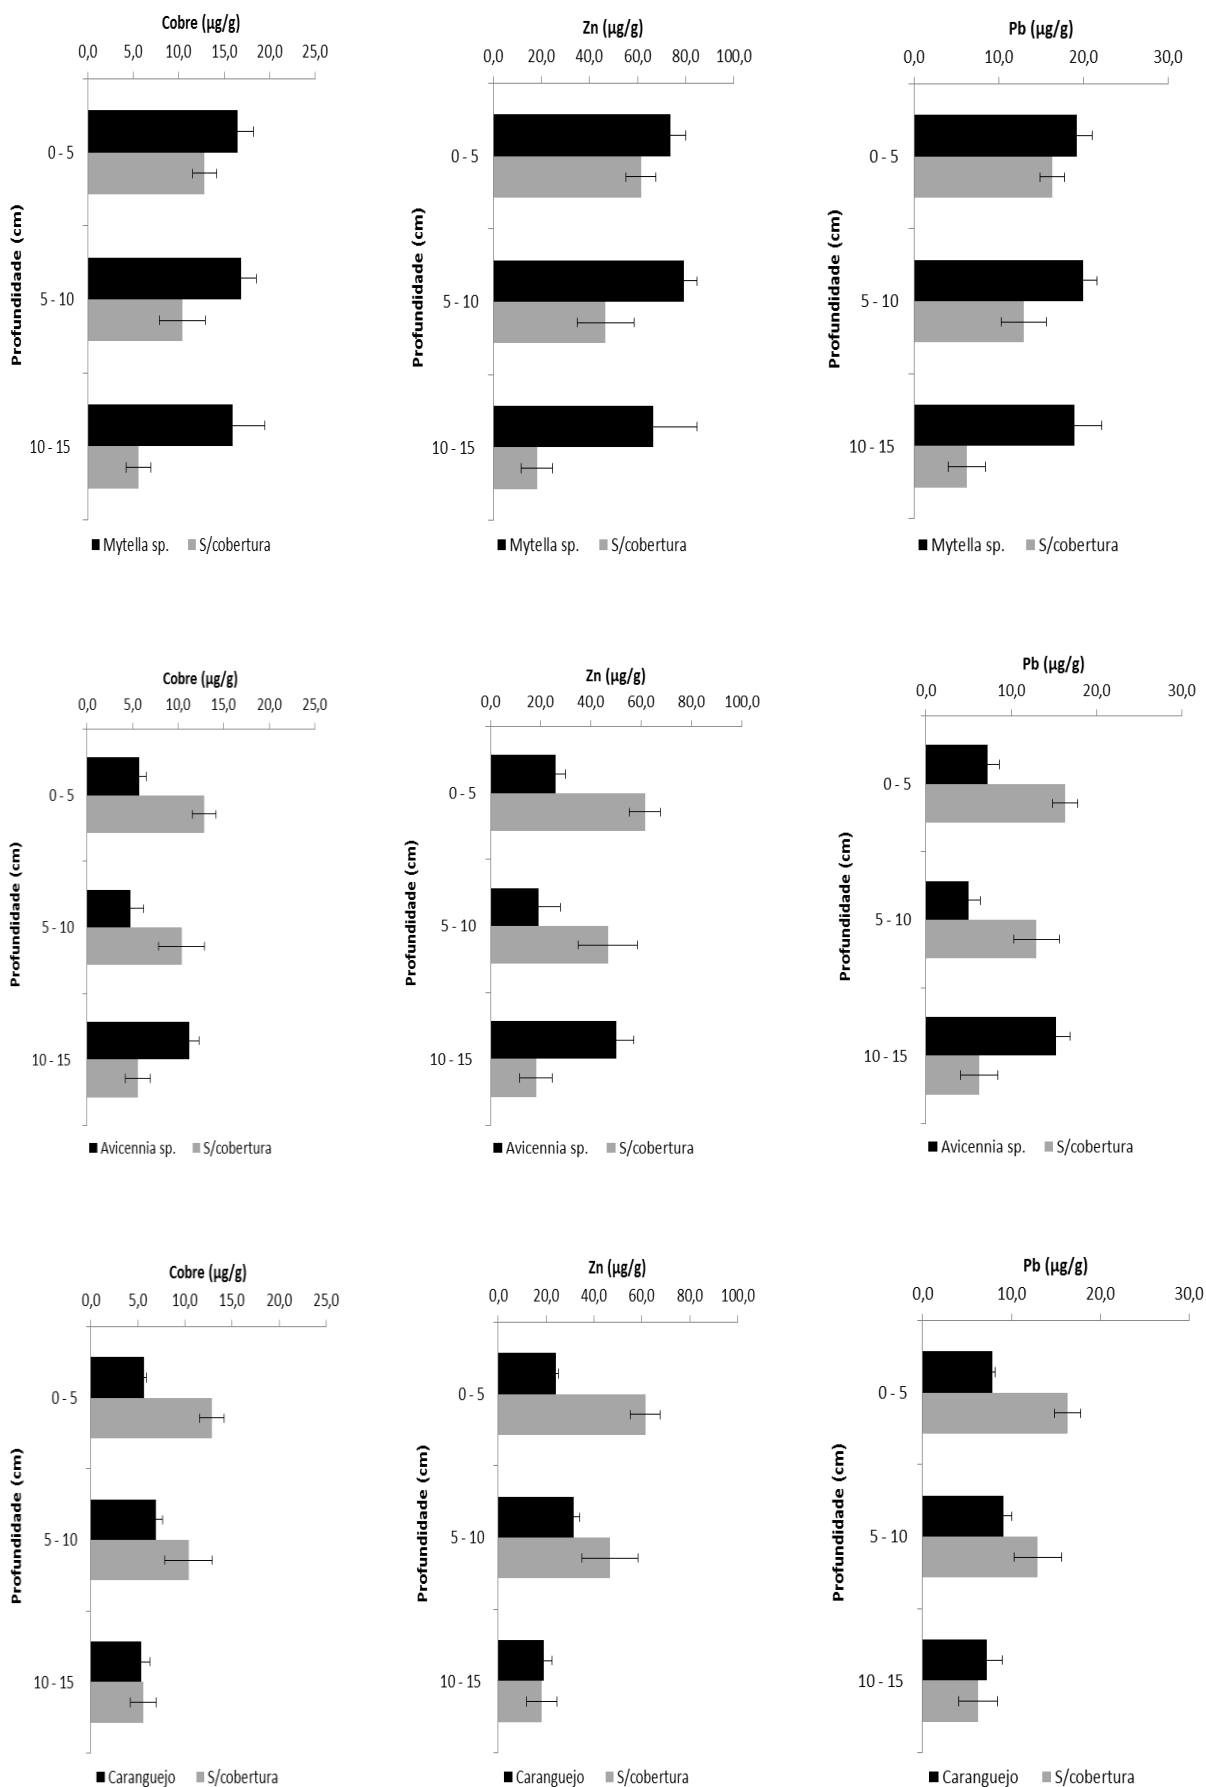 Cobre (µg/g)
0,0 5,0 10,0 15,0 20,0 25,0
Profundidade (cm)
0 - 5
5 - 10
10 - 15
Mytella sp. S/cobertura
Zn (µg/g)
0,0 20,0 40,0 60,0 80,0 100,0
Profundidade (cm)
0 - 5
5 - 10
10 - 15
Mytella sp. S/cobertura
Pb (µg/g)
0,0 10,0 20,0 30,0
Profundidade (cm)
0 - 5
5 - 10
10 - 15
Mytella sp. S/cobertura
Cobre (µg/g)
0,0 5,0 10,0 15,0 20,0 25,0
Profundidade (cm)
0 - 5
5 - 10
10 - 15
Avicennia sp. S/cobertura
Zn (µg/g)
0,0 20,0 40,0 60,0 80,0 100,0
Profundidade (cm)
0 - 5
5 - 10
10 - 15
Avicennia sp. S/cobertura
Pb (µg/g)
0,0 10,0 20,0 30,0
Profundidade (cm)
0 - 5
5 - 10
10 - 15
Avicennia sp. S/cobertura
Cobre (µg/g)
0,0 5,0 10,0 15,0 20,0 25,0
Profundidade (cm)
0 - 5
5 - 10
10 - 15
Caranguejo S/cobertura
Zn (µg/g)
0,0 20,0 40,0 60,0 80,0 100,0
Profundidade (cm)
0 - 5
5 - 10
10 - 15
Caranguejo S/cobertura
Pb (µg/g)
0,0 10,0 20,0 30,0
Profundidade (cm)
0 - 5
5 - 10
10 - 15
Caranguejo S/cobertura